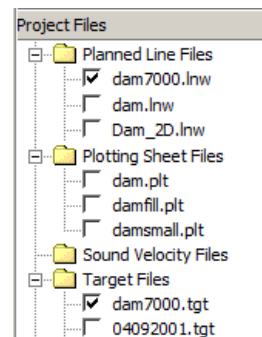 Project Files
Planned Line Files
dam7000.lnw
dam.lnw
Dam_2D.lnw
Plotting Sheet Files
dam.plt
damfill.plt
damsmall.plt
Sound Velocity Files
Target Files
dam7000.tgt
04092001.tgt